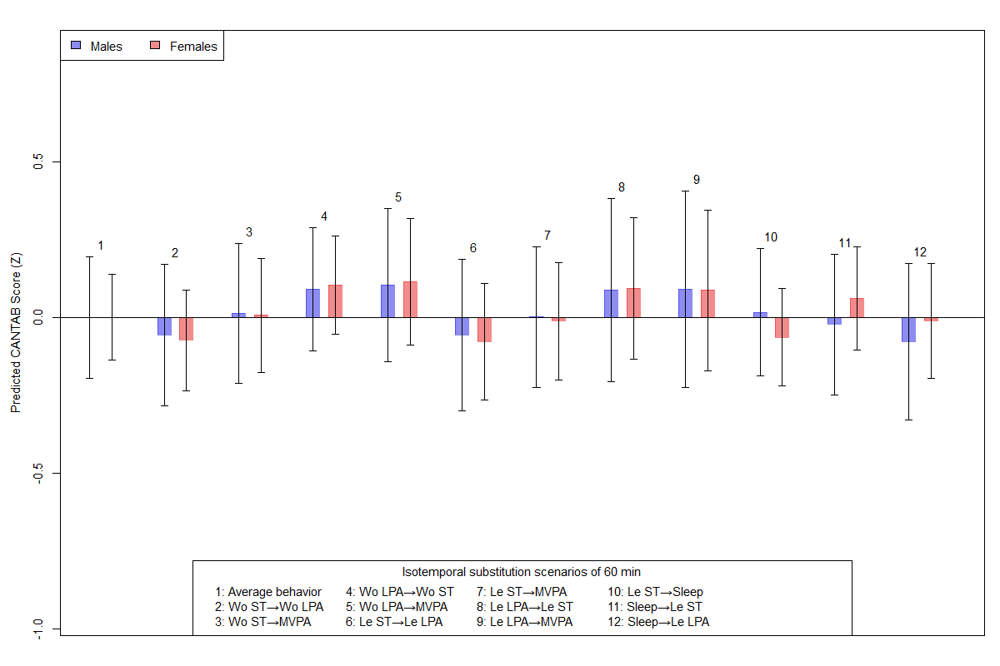 Males Females
Predicted CANTAB Score (Z)
0.5
0.0
-0.5
-1.0
1 2 3 4 5 6 7 8 9 10 11 12
Isotemporal substitution scenarios of 60 min
1: Average behavior 4: Wo LPA→Wo ST 7: Le ST→MVPA 10: Le ST→Sleep
2: Wo ST→Wo LPA 5: Wo LPA→MVPA 8: Le LPA→Le ST 11: Sleep→Le ST
3: Wo ST→MVPA 6: Le ST→Le LPA 9: Le LPA→MVPA 12: Sleep→Le LPA